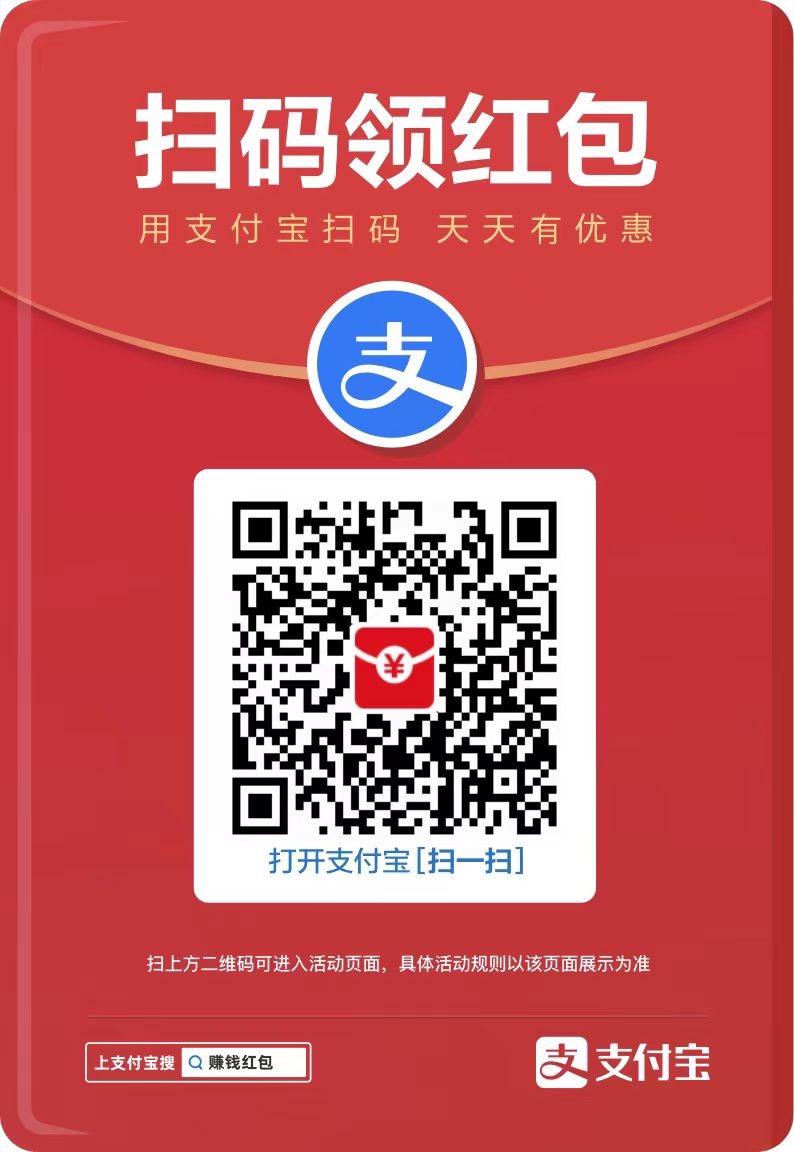 扫码领红包
用支付宝扫码 天天有优惠
支
¥
打开支付宝[扫一扫]
扫上方二维码可进入活动页面，具体活动规则以该页面展示为准
上支付宝搜 赚钱红包
支 支付宝